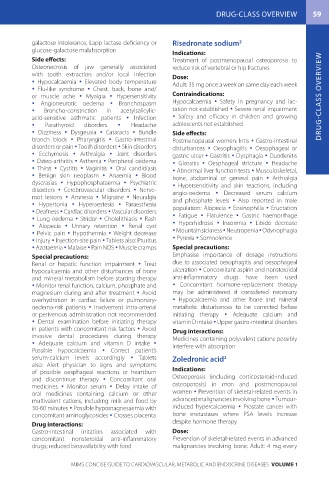 DRUG-CLASS OVERVIEW 59
galactose intolerance, Lapp lactase deficiency or
glucose-galactose malabsorption
Side effects:
Osteonecrosis of jaw generally associated
with tooth extraction and/or local infection
• Hypocalcaemia • Elevated body temperature
• Flu-like syndrome • Chest, back, bone and/
or muscle ache • Myalgia • Hypersensitivity
• Angioneurotic oedema • Bronchospasm
• Broncho-constriction in acetylsalicylic-
acid-sensitive asthmatic patients • Infection
• Parathyroid disorders • Headache
• Dizziness • Dysgeusia • Cataracts • Bundle
branch block • Pharyngitis • Gastro-intestinal
disorders or pain • Tooth disorder • Skin disorders
• Ecchymosis • Arthralgia • Joint disorders
• Osteo-arthritis • Asthenia • Peripheral oedema
• Thirst • Cystitis • Vaginitis • Oral candidiasis
• Benign skin neoplasm • Anaemia • Blood
dyscrasias • Hypophosphataemia • Psychiatric
disorders • Cerebrovascular disorders • Nerve-
root lesions • Amnesia • Migraine • Neuralgia
• Hypertonia • Hyperaesthesia • Paraesthesia
• Deafness • Cardiac disorders • Vascular disorders
• Lung oedema • Stridor • Cholelithiasis • Rash
• Alopecia • Urinary retention • Renal cyst
• Pelvic pain • Hypothermia • Weight decrease
• Injury • Injection-site pain • Tablets also: Pruritus
• Azotaemia • Malaise • Pain NOS • Muscle cramps
Special precautions:
Renal or hepatic function impairment • Treat
hypocalcaemia and other disturbances of bone
and mineral metabolism before starting therapy
• Monitor renal function, calcium, phosphate and
magnesium during and after treatment • Avoid
overhydration in cardiac failure or pulmonary-
oedema-risk patients • Inadvertent intra-arterial
or perivenous administration not recommended
• Dental examination before initiating therapy
in patients with concomitant risk factors • Avoid
invasive dental procedures during therapy
• Adequate calcium and vitamin D intake •
Possible hypocalcaemia • Correct patient's
serum-calcium levels accordingly • Tablets
also: Alert physician to signs and symptoms
of possible oesophageal reactions or heartburn
and discontinue therapy • Concomitant oral
medicines • Monitor serum • Delay intake of
oral medicines containing calcium or other
multivalent cations, including milk and food by
30-60 minutes • Possible hypomagnesaemia with
concomitant aminoglycosides • Crosses placenta
Drug interactions:
Gastro-intestinal irritation associated with
concomitant nonsteroidal anti-inflammatory
drugs; reduced bioavailability with food
Risedronate sodium³
Indications:
Treatment of postmenopausal osteoporosis to
reduce risk of vertebral or hip fractures
Dose:
Adult: 35 mg once a week on same day each week
Contraindications:
Hypocalcaemia • Safety in pregnancy and lac-
tation not established • Severe renal impairment
• Safety and efficacy in children and growing
adolescents not established
Side effects:
Postmenopausal women: Iritis • Gastro-intestinal
disturbances • Oesophagitis • Oesophageal or
gastric ulcer • Gastritis • Dysphagia • Duodenitis
• Glossitis • Oesophageal stricture • Headache
• Abnormal liver function tests • Musculoskeletal,
bone, abdominal or general pain • Arthralgia
• Hypersensitivity and skin reactions, including
angio-oedema • Decreased serum calcium
and phosphate levels • Also reported in male
population: Alopecia • Eosinophilia • Eructation
• Fatigue • Flatulence • Gastric haemorrhage
• Hyperhidrosis • Insomnia • Libido decrease
• Mountain sickness • Neutropenia • Odynophagia
• Pyrexia • Somnolence
Special precautions:
Emphasise importance of dosage instructions
due to associated oesophagitis and oesophageal
ulceration • Concomitant aspirin and nonsteroidal
anti-inflammatory drugs have been used
• Concomitant hormone-replacement therapy
may be administered if considered necessary
• Hypocalcaemia and other bone and mineral
metabolic disturbances to be corrected before
initiating therapy • Adequate calcium and
vitamin D intake • Upper gastro-intestinal disorders
Drug interactions:
Medicines containing polyvalent cations possibly
interfere with absorption
Zoledronic acid³
Indications:
Osteoporosis (including corticosteroid-induced
osteoporosis) in men and postmenopausal
women • Prevention of skeletal-related events in
advanced malignancies involving bone • Tumour-
induced hypercalcaemia • Prostate cancer with
bone metastases where PSA levels increase
despite hormone therapy
Dose:
Prevention of skeletal-related events in advanced
malignancies involving bone: Adult: 4 mg every
DRUG-CLASS OVERVIEW
MIMS CONCISE GUIDE TO CARDIOVASCULAR, METABOLIC AND ENDOCRINE DISEASES VOLUME 1